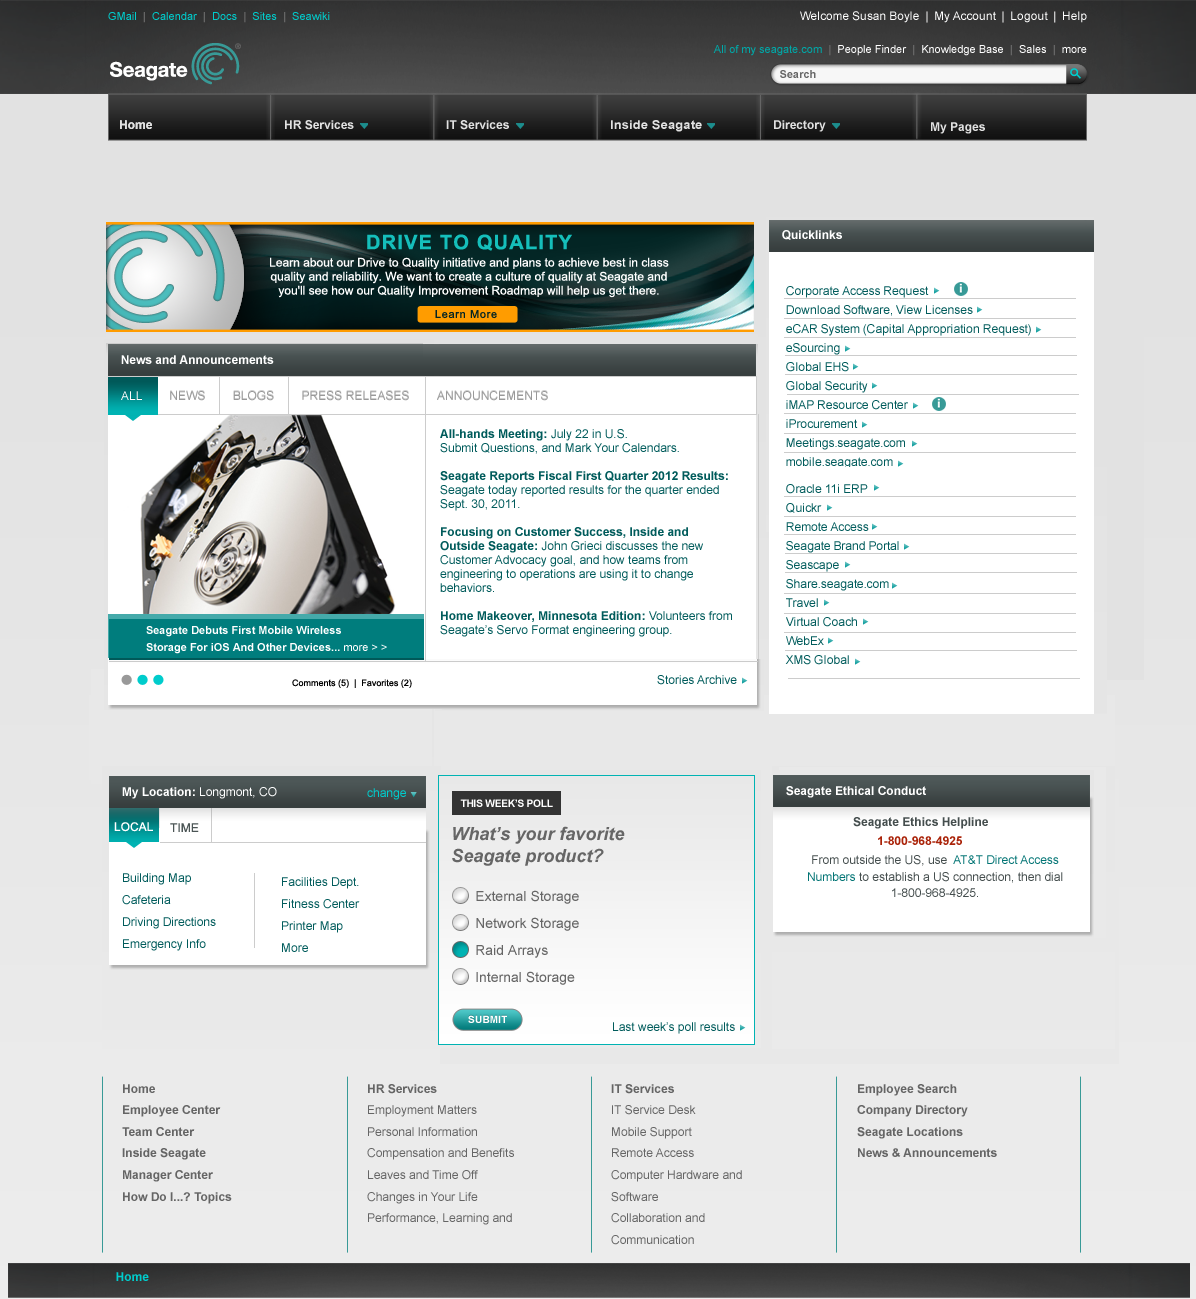 GMail | Calendar | Docs | Sites | Seawiki
Welcome Susan Boyle | My Account | Logout | Help
All of my seagate.com | People Finder | Knowledge Base | Sales | more
Seagate
Search
Home
HR Services
IT Services
Inside Seagate
Directory
My Pages
DRIVE TO QUALITY
Learn about our Drive to Quality initiative and plans to achieve best in class
quality and reliability. We want to create a culture of quality at Seagate and
you'll see how our Quality Improvement Roadmap will help us get there.
Learn More
News and Announcements
ALL
NEWS
BLOGS
PRESS RELEASES
ANNOUNCEMENTS
All-hands Meeting: July 22 in U.S.
Submit Questions, and Mark Your Calendars.
Seagate Reports Fiscal First Quarter 2012 Results:
Seagate today reported results for the quarter ended
Sept. 30, 2011.
Focusing on Customer Success, Inside and
Outside Seagate: John Grieci discusses the new
Customer Advocacy goal, and how teams from
engineering to operations are using it to change
behaviors.
Home Makeover, Minnesota Edition: Volunteers from
Seagate's Servo Format engineering group.
Seagate Debuts First Mobile Wireless
Storage For iOS And Other Devices... more > >
Comments (5) | Favorites (2)
Stories Archive
Quicklinks
Corporate Access Request
Download Software, View Licenses
eCAR System (Capital Appropriation Request)
eSourcing
Global EHS
Global Security
iMAP Resource Center
iProcurement
Meetings.seagate.com
mobile.seagate.com
Oracle 11i ERP
Quickr
Remote Access
Seagate Brand Portal
Seascape
Share.seagate.com
Travel
Virtual Coach
WebEx
XMS Global
My Location: Longmont, CO
change
LOCAL
TIME
Building Map
Cafeteria
Driving Directions
Emergency Info
Facilities Dept.
Fitness Center
Printer Map
More
THIS WEEK'S POLL
What's your favorite
Seagate product?
External Storage
Network Storage
Raid Arrays
Internal Storage
SUBMIT
Last week's poll results
Seagate Ethical Conduct
Seagate Ethics Helpline
1-800-968-4925
From outside the US, use AT&T Direct Access
Numbers to establish a US connection, then dial
1-800-968-4925.
Home
Employee Center
Team Center
Inside Seagate
Manager Center
How Do I...? Topics
HR Services
Employment Matters
Personal Information
Compensation and Benefits
Leaves and Time Off
Changes in Your Life
Performance, Learning and
IT Services
IT Service Desk
Mobile Support
Remote Access
Computer Hardware and
Software
Collaboration and
Communication
Employee Search
Company Directory
Seagate Locations
News & Announcements
Home